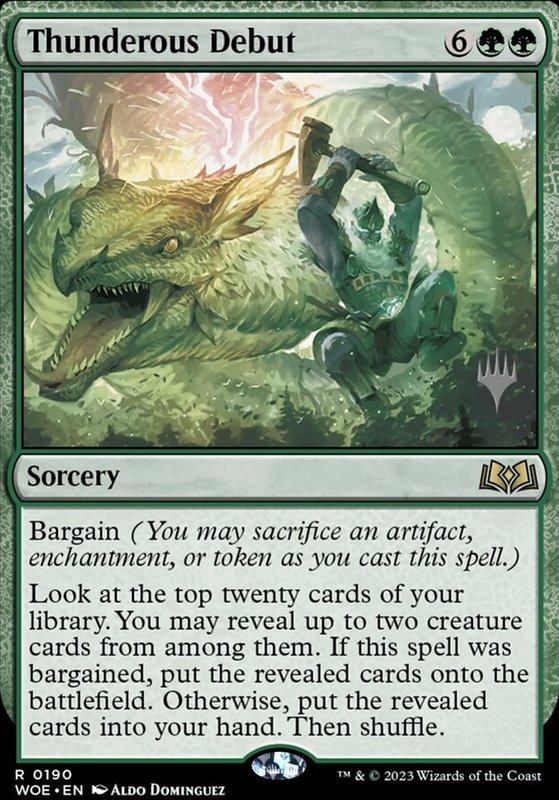 Thunderous Debut 6
Sorcery
Bargain (You may sacrifice an artifact,
enchantment, or token as you cast this spell.)
Look at the top twenty cards of your
library. You may reveal up to two creature
cards from among them. If this spell was
bargained, put the revealed cards onto the
battlefield. Otherwise, put the revealed
cards into your hand. Then shuffle.
R 0190
WOE • EN Aldo Dominguez
™ & © 2023 Wizards of the Coast